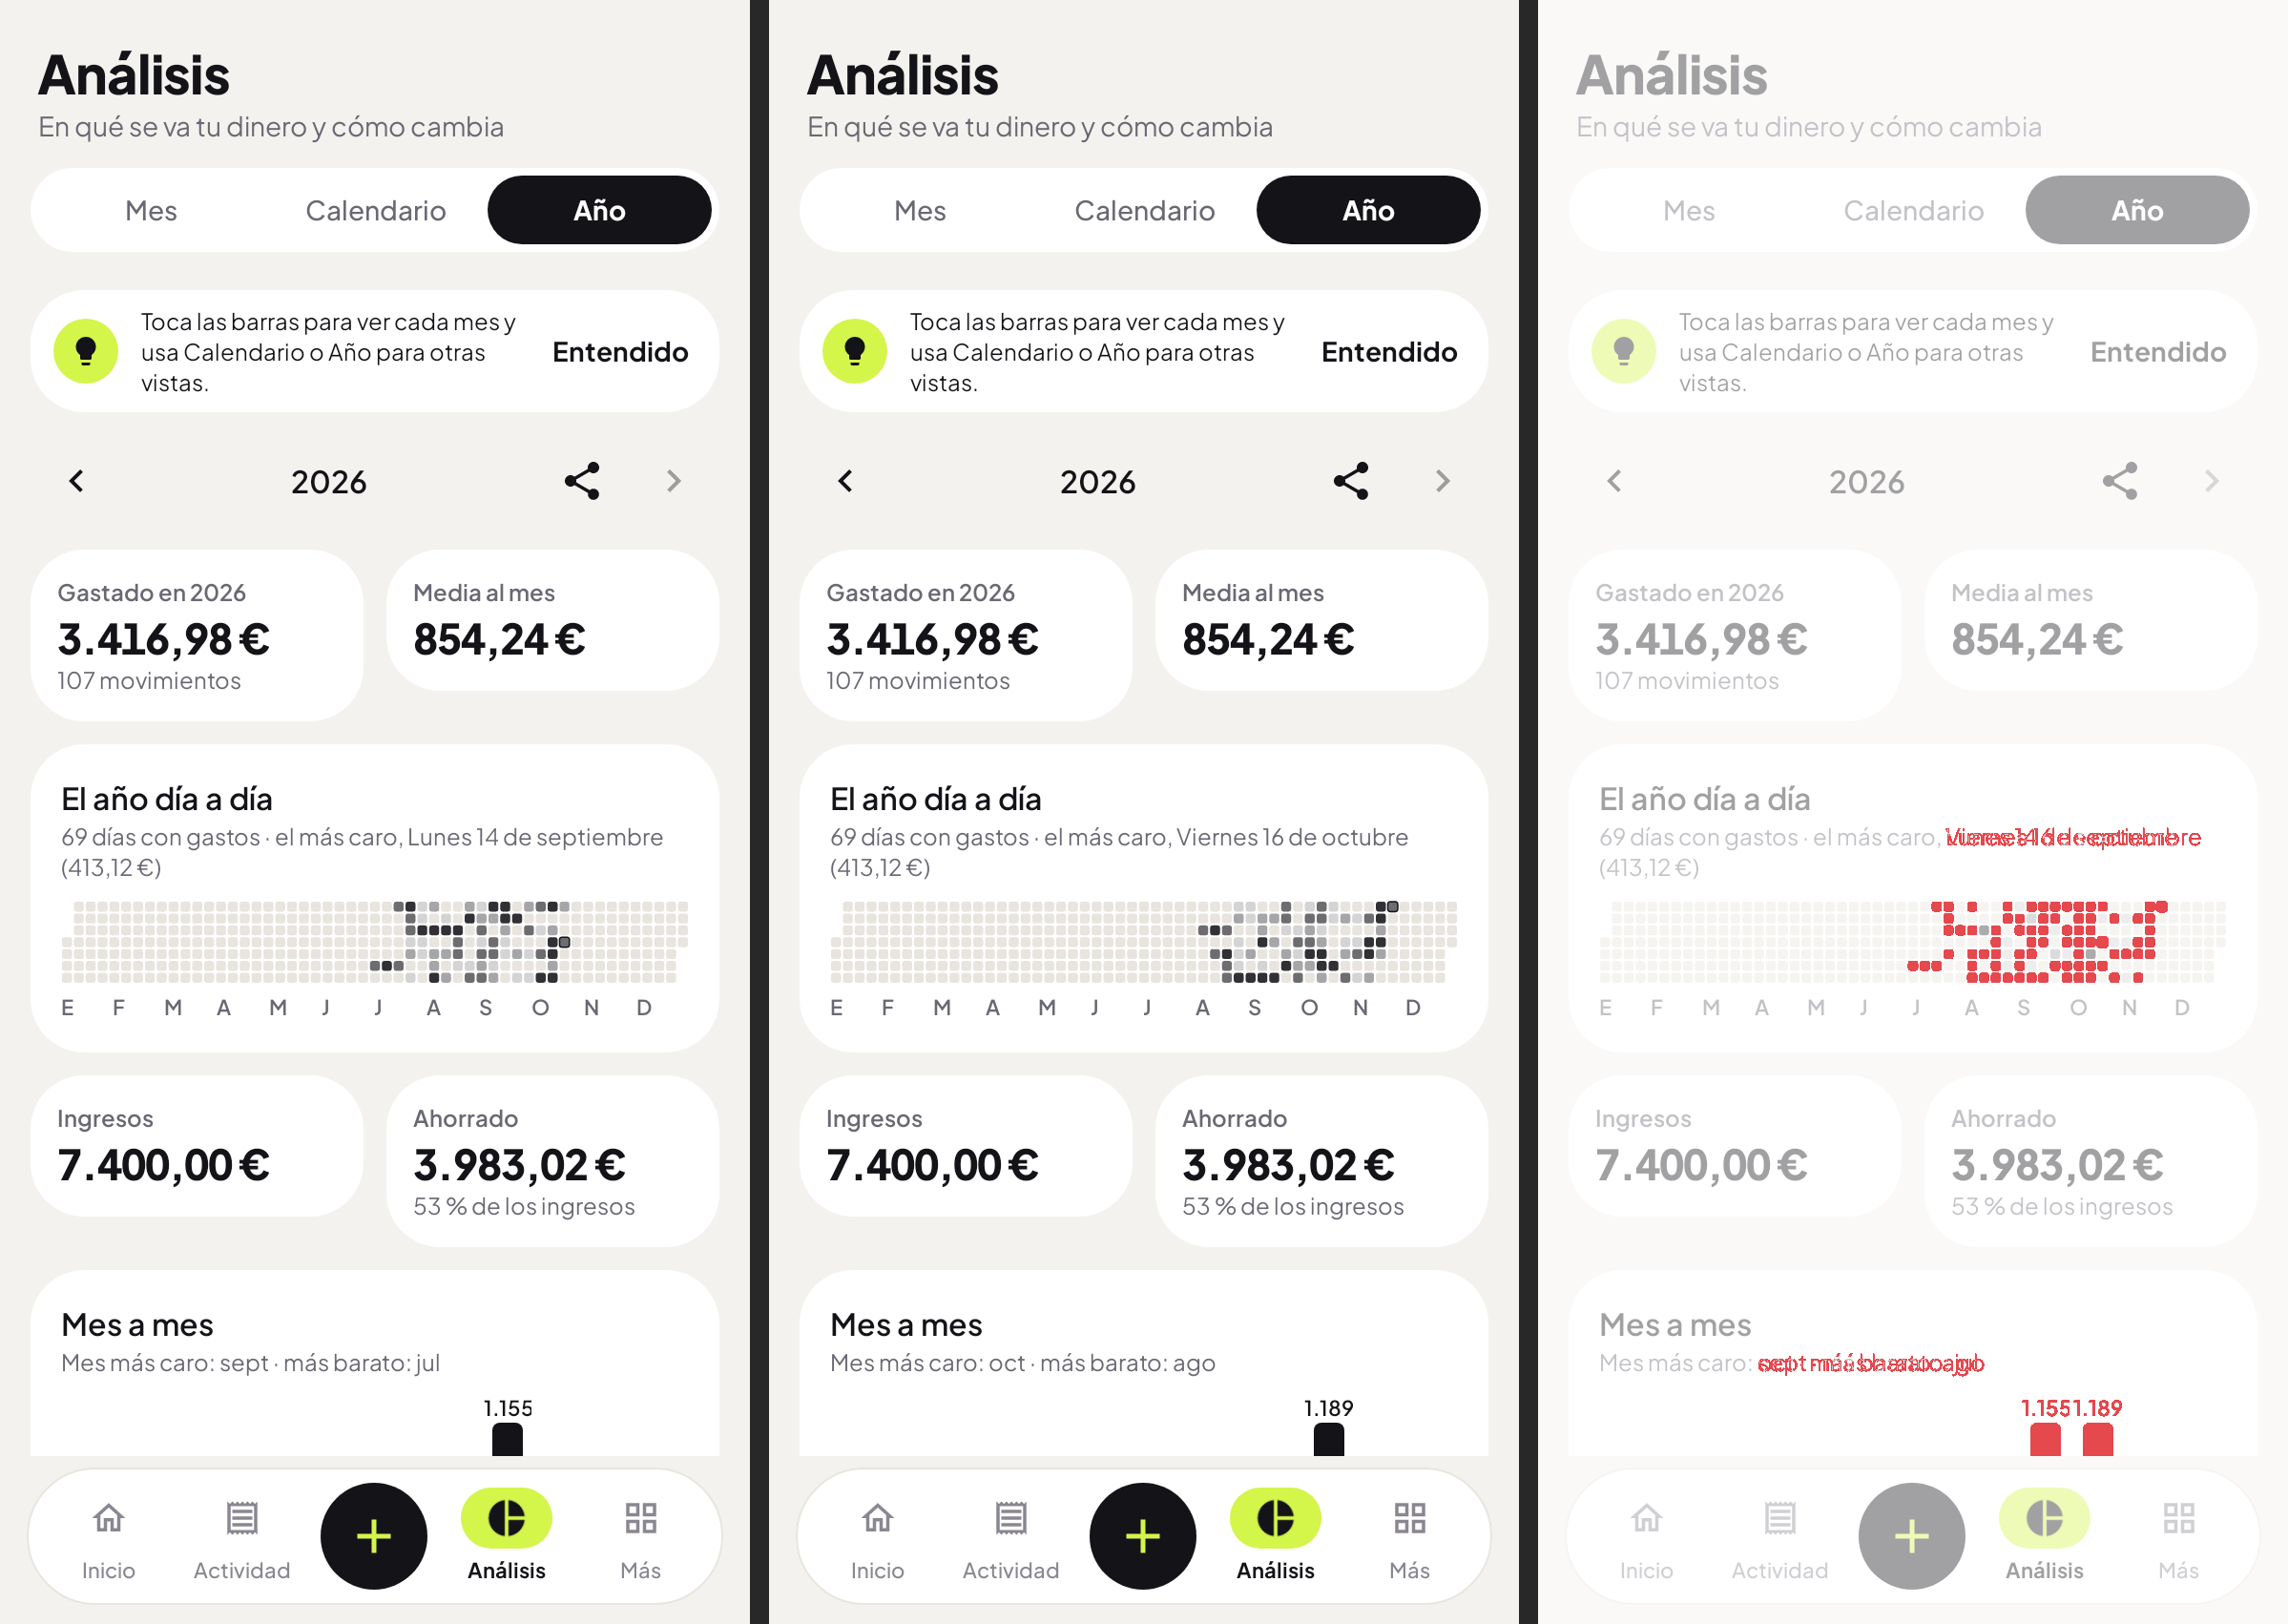 Análisis
En qué se va tu dinero y cómo cambia
Mes Calendario Año
Toca las barras para ver cada mes y
usa Calendario o Año para otras
vistas.
Entendido
2026
Gastado en 2026
3.416,98 €
107 movimientos
Media al mes
854,24 €
El año día a día
69 días con gastos · el más caro, Lunes 14 de septiembre
(413,12 €)
E F M A M J J A S O N D
Ingresos
7.400,00 €
Ahorrado
3.983,02 €
53 % de los ingresos
Mes a mes
Mes más caro: sept · más barato: jul
1.155
Inicio Actividad Análisis Más
Análisis
En qué se va tu dinero y cómo cambia
Mes Calendario Año
Toca las barras para ver cada mes y
usa Calendario o Año para otras
vistas.
Entendido
2026
Gastado en 2026
3.416,98 €
107 movimientos
Media al mes
854,24 €
El año día a día
69 días con gastos · el más caro, Viernes 16 de octubre
(413,12 €)
E F M A M J J A S O N D
Ingresos
7.400,00 €
Ahorrado
3.983,02 €
53 % de los ingresos
Mes a mes
Mes más caro: oct · más barato: ago
1.189
Inicio Actividad Análisis Más
Análisis
En qué se va tu dinero y cómo cambia
Mes Calendario Año
Toca las barras para ver cada mes y
usa Calendario o Año para otras
vistas.
Entendido
2026
Gastado en 2026
3.416,98 €
107 movimientos
Media al mes
854,24 €
El año día a día
69 días con gastos · el más caro,
(413,12 €)
E F M A M J J A S O N D
Ingresos
7.400,00 €
Ahorrado
3.983,02 €
53 % de los ingresos
Mes a mes
Mes más caro:
1.155 1.189
Inicio Actividad Análisis Más